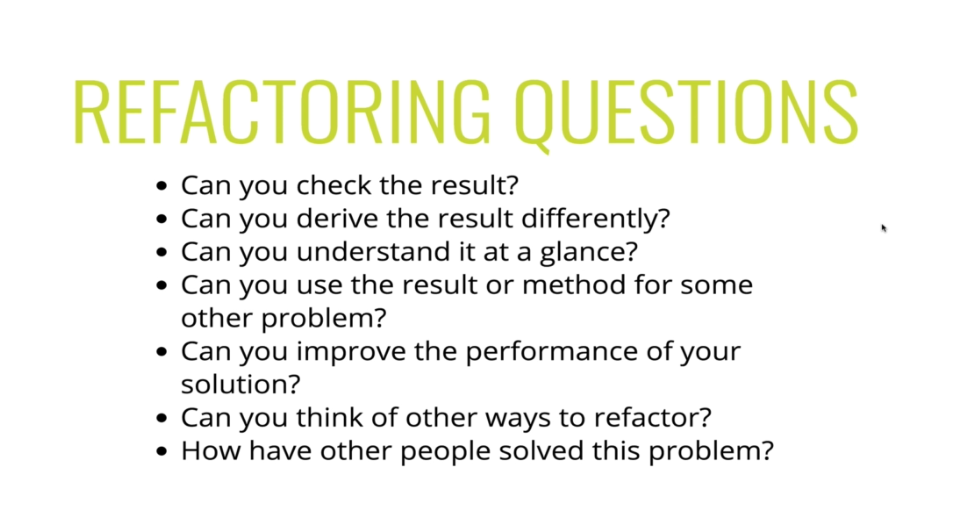 REFACTORING QUESTIONS
• Can you check the result?
• Can you derive the result differently?
• Can you understand it at a glance?
• Can you use the result or method for some
other problem?
• Can you improve the performance of your
solution?
• Can you think of other ways to refactor?
• How have other people solved this problem?